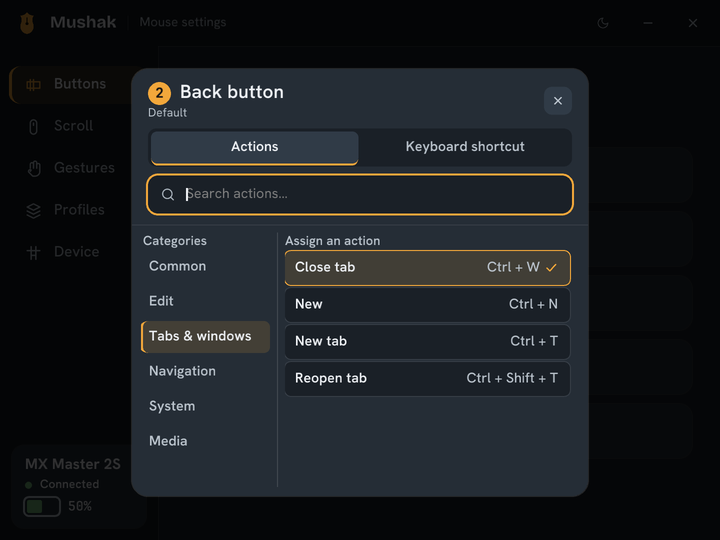 Mushak
Mouse settings
Buttons
Scroll
Gestures
Profiles
Device
MX Master 2S
Connected
50%
2 Back button
Default
Actions
Keyboard shortcut
Search actions...
Categories
Common
Edit
Tabs & windows
Navigation
System
Media
Assign an action
Close tab Ctrl + W
New Ctrl + N
New tab Ctrl + T
Reopen tab Ctrl + Shift + T